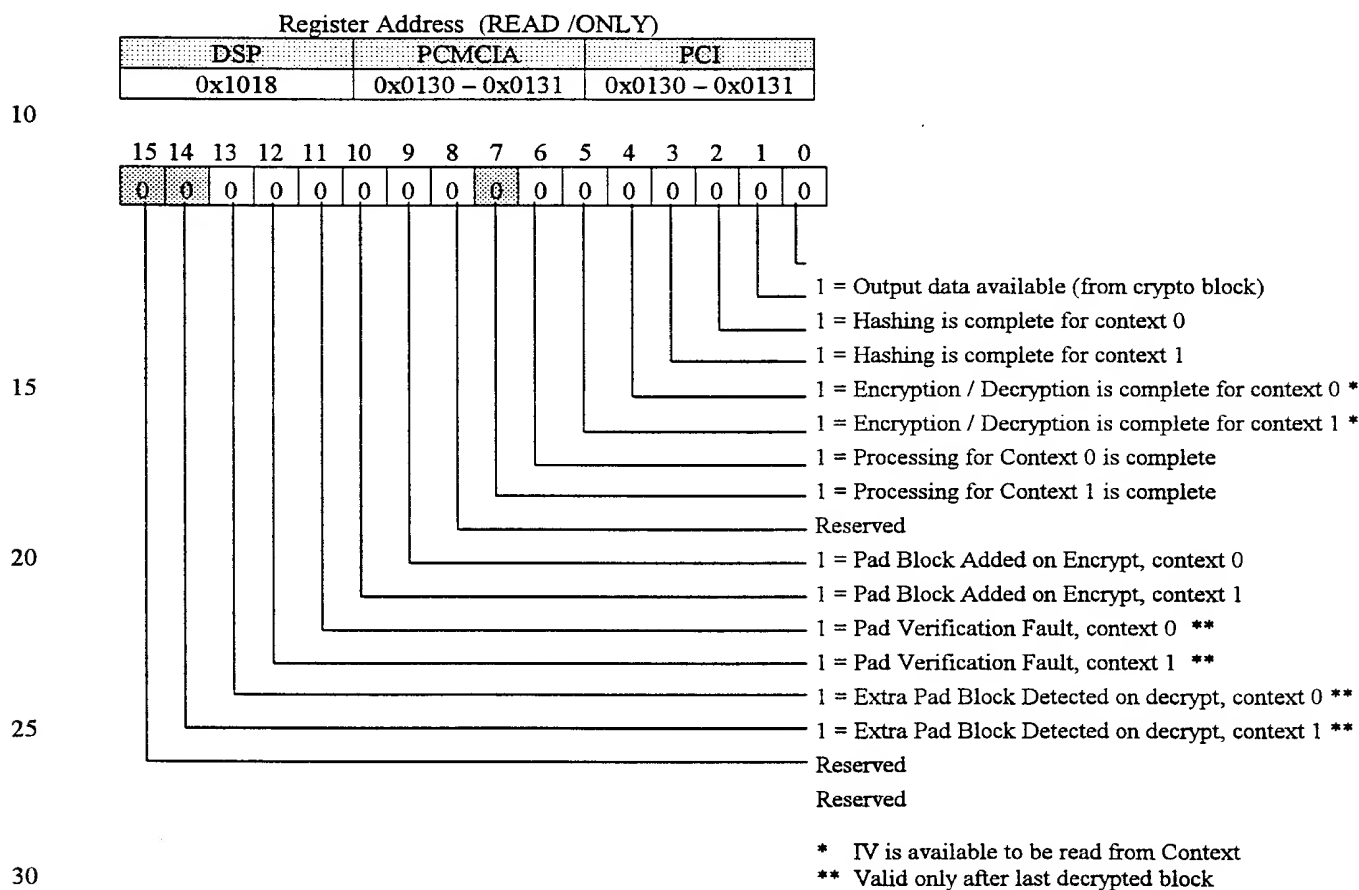 Register Address (READ /ONLY)
DSP PCMCIA PCI
0x1018 0x0130 – 0x0131 0x0130 – 0x0131
10
15 14 13 12 11 10 9 8 7 6 5 4 3 2 1 0
0 0 0 0 0 0 0 0 0 0 0 0 0 0 0 0
1 = Output data available (from crypto block)
1 = Hashing is complete for context 0
1 = Hashing is complete for context 1
15
1 = Encryption / Decryption is complete for context 0 *
1 = Encryption / Decryption is complete for context 1 *
1 = Processing for Context 0 is complete
1 = Processing for Context 1 is complete
Reserved
20
1 = Pad Block Added on Encrypt, context 0
1 = Pad Block Added on Encrypt, context 1
1 = Pad Verification Fault, context 0 **
1 = Pad Verification Fault, context 1 **
1 = Extra Pad Block Detected on decrypt, context 0 **
25
1 = Extra Pad Block Detected on decrypt, context 1 **
Reserved
Reserved
* IV is available to be read from Context
30
** Valid only after last decrypted block